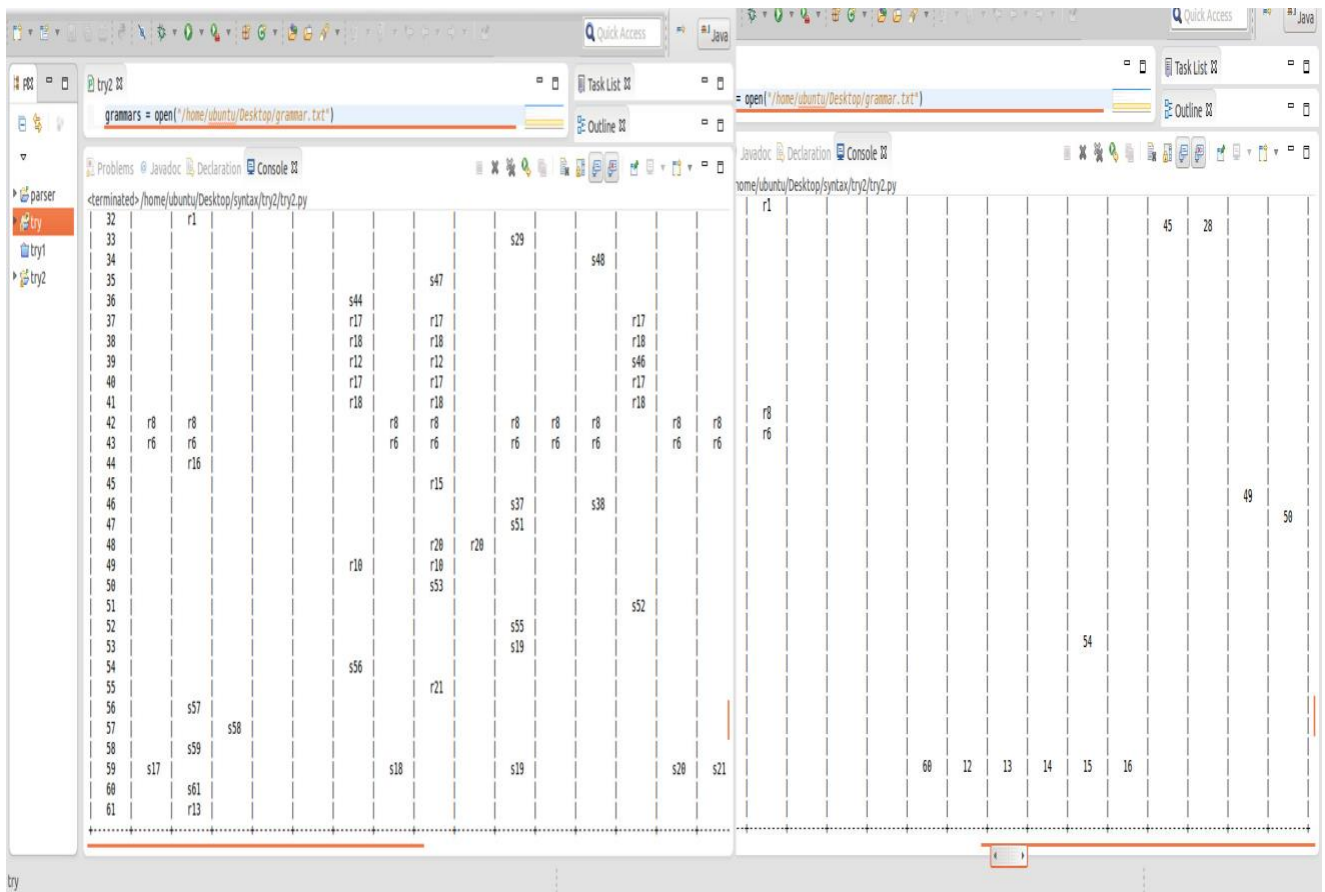 Quick Access
Java
try2
Task List
grammars = open("/home/ubuntu/Desktop/grammar.txt")
Outline
Problems Javadoc Declaration Console
<terminated> /home/ubuntu/Desktop/syntax/try2/try2.py
parser
try
try1
try2
32 r1
33 s29
34 s48
35 s47
36 s44
37 r17 r17 r17
38 r18 r18 r18
39 r12 r12 s46
40 r17 r17 r17
41 r18 r18 r18
42 r8 r8 r8 r8 r8 r8 r8 r8 r8
43 r6 r6 r6 r6 r6 r6 r6 r6 r6
44 r16
45 r15
46 s37 s38
47 s51
48 r20 r20
49 r10 r10
50 s53
51 s52
52 s55
53 s19
54 s56
55 r21
56 s57
57 s58
58 s59
59 s17 s18 s19 s20 s21
60 s61
61 r13
try
Quick Access
Java
Task List
= open("/home/ubuntu/Desktop/grammar.txt")
Outline
Javadoc Declaration Console
home/ubuntu/Desktop/syntax/try2/try2.py
r1
45 28
r8
r6
49
50
54
60 12 13 14 15 16